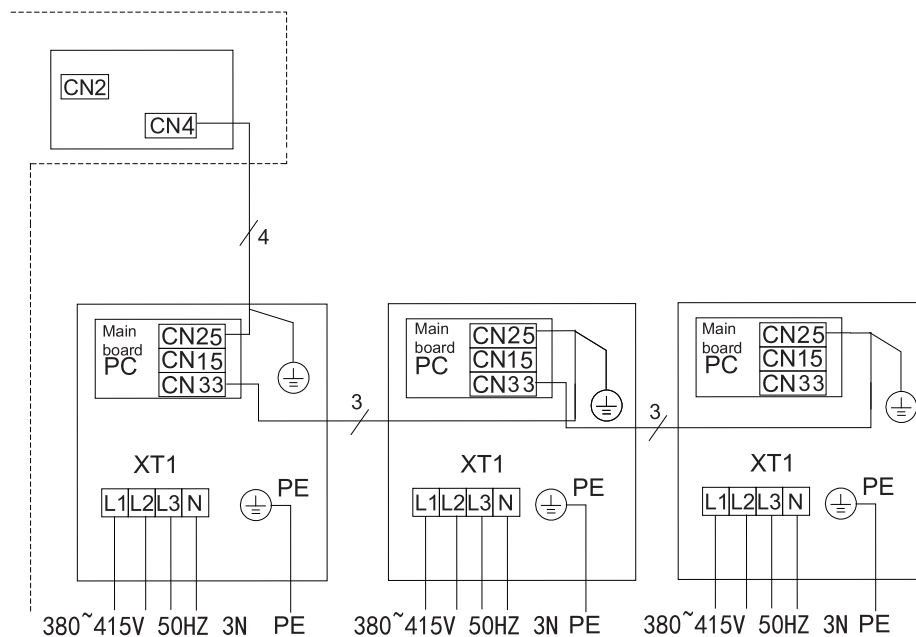 CN2
CN4
4
Main board PC
CN25
CN15
CN33
3
Main board PC
CN25
CN15
CN33
3
Main board PC
CN25
CN15
CN33
XT1
L1 L2 L3 N
PE
XT1
L1 L2 L3 N
PE
XT1
L1 L2 L3 N
PE
380~415V 50HZ 3N PE
380~415V 50HZ 3N PE
380~415V 50HZ 3N PE